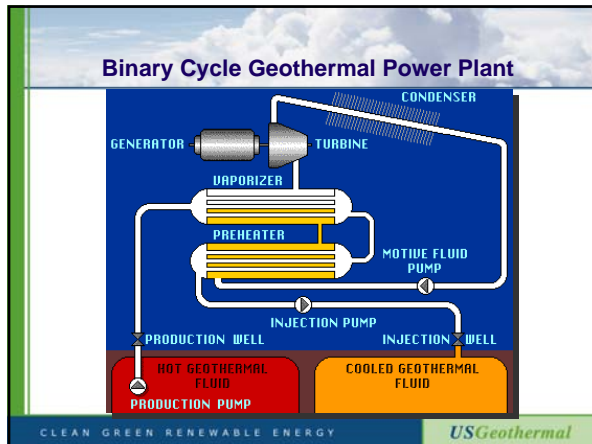 Binary Cycle Geothermal Power Plant
CONDENSER
GENERATOR
TURBINE
VAPORIZER
PREHEATER
MOTIVE FLUID
PUMP
INJECTION PUMP
PRODUCTION WELL
INJECTION WELL
HOT GEOTHERMAL
FLUID
COOLED GEOTHERMAL
FLUID
PRODUCTION PUMP
CLEAN GREEN RENEWABLE ENERGY
USGeothermal